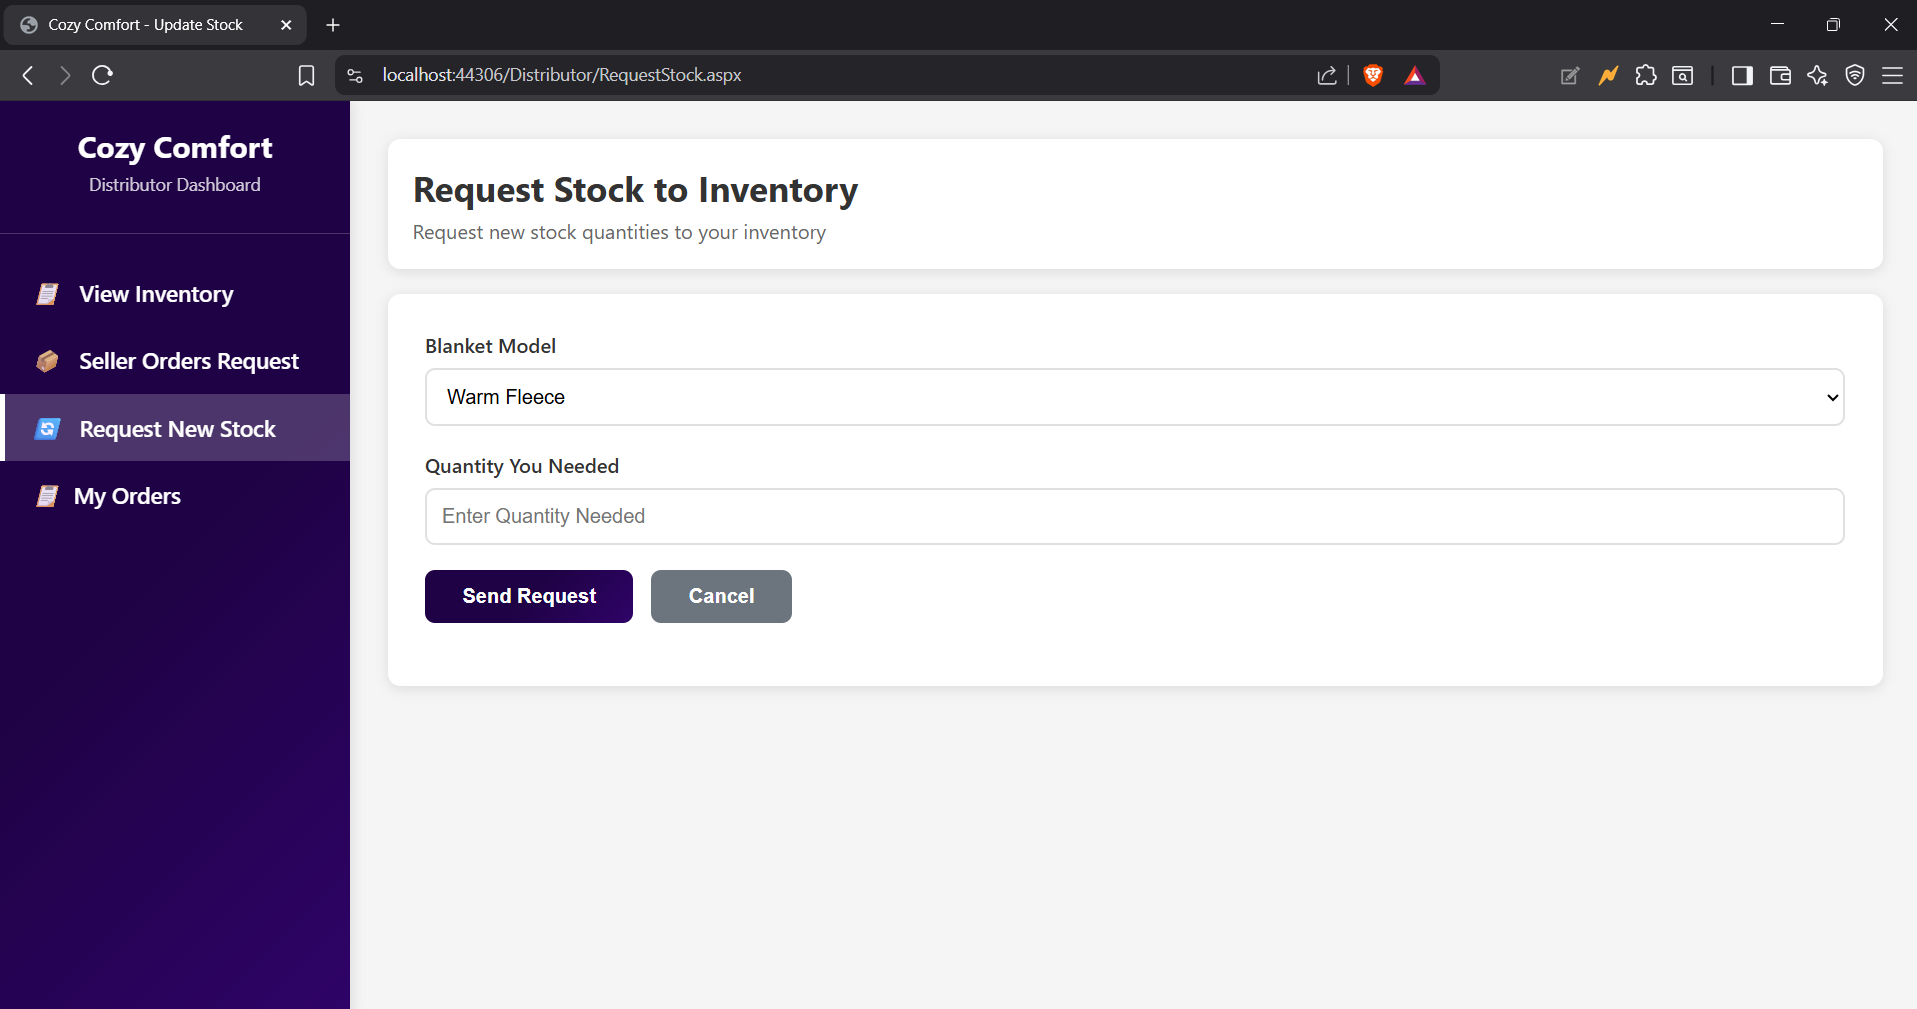 Cozy Comfort - Update Stock
localhost:44306/Distributor/RequestStock.aspx
Cozy Comfort
Distributor Dashboard
View Inventory
Seller Orders Request
Request New Stock
My Orders
Request Stock to Inventory
Request new stock quantities to your inventory
Blanket Model
Warm Fleece
Quantity You Needed
Enter Quantity Needed
Send Request
Cancel